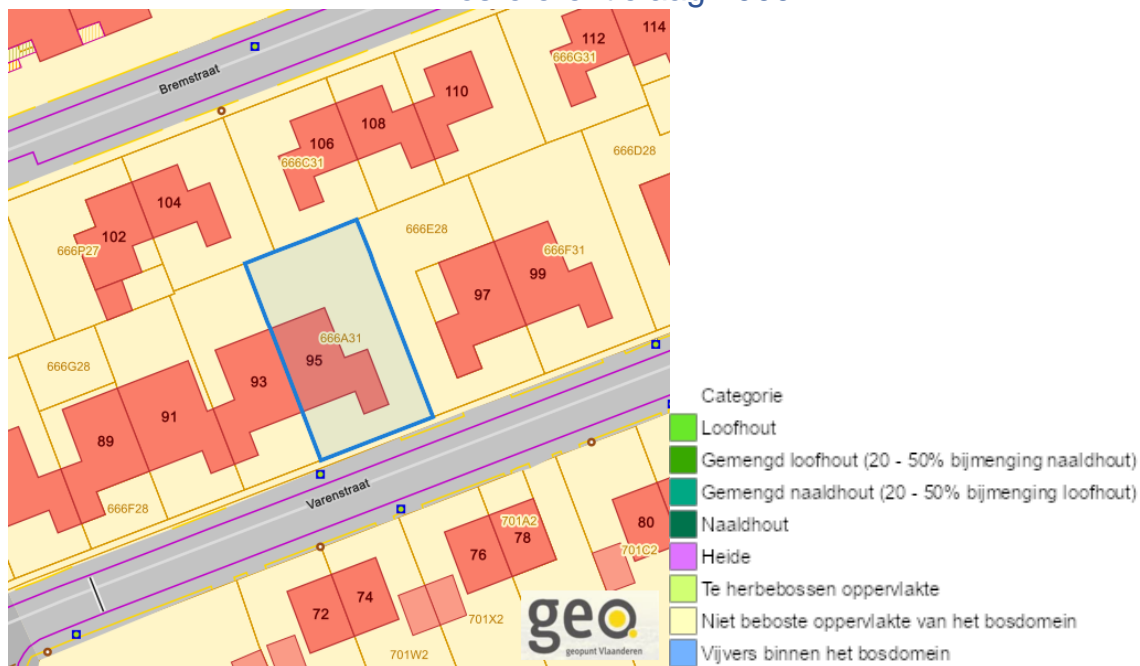 Bremstraat
112
114
666G31
110
108
106
666C31
666D28
104
102
666P27
666E28
666F31
99
97
666A31
95
93
666G28
91
89
666F28
Varenstraat
701A2
78
76
80
701C2
74
72
701X2
701W2
geo
geopunt Vlaanderen
Categorie
Loofhout
Gemengd loofhout (20 - 50% bijmenging naaldhout)
Gemengd naaldhout (20 - 50% bijmenging loofhout)
Naaldhout
Heide
Te herbebossen oppervlakte
Niet beboste oppervlakte van het bosdomein
Vijvers binnen het bosdomein